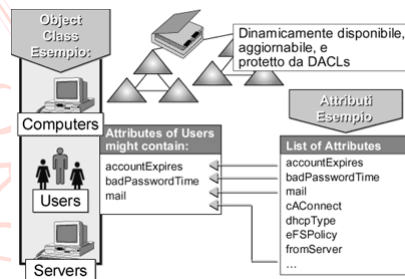 Object
Class
Esempio:
Dinamicamente disponibile,
aggiornabile, e
protetto da DACLs
Computers
Users
Servers
Attributes of Users
might contain:
accountExpires
badPasswordTime
mail
Attributi
Esempio
List of Attributes
accountExpires
badPasswordTime
mail
cAConnect
dhcpType
eFSPolicy
fromServer
...